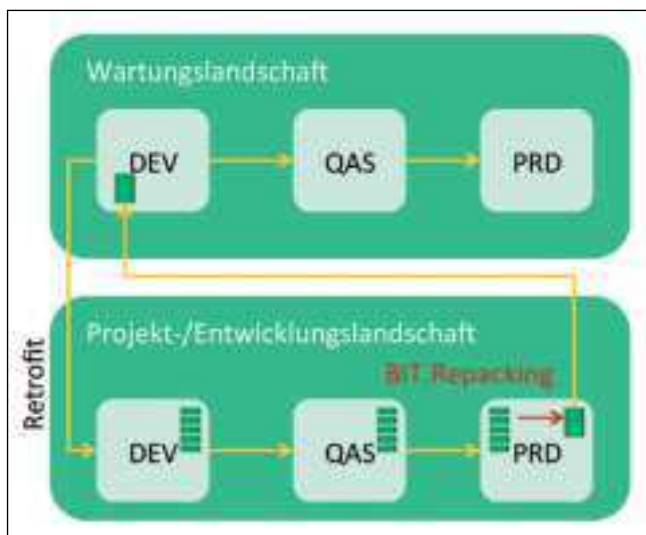 Wartungslandschaft
DEV
QAS
PRD
Retrofit
Projekt-/Entwicklungslandschaft
BIT Repacking
DEV
QAS
PRD